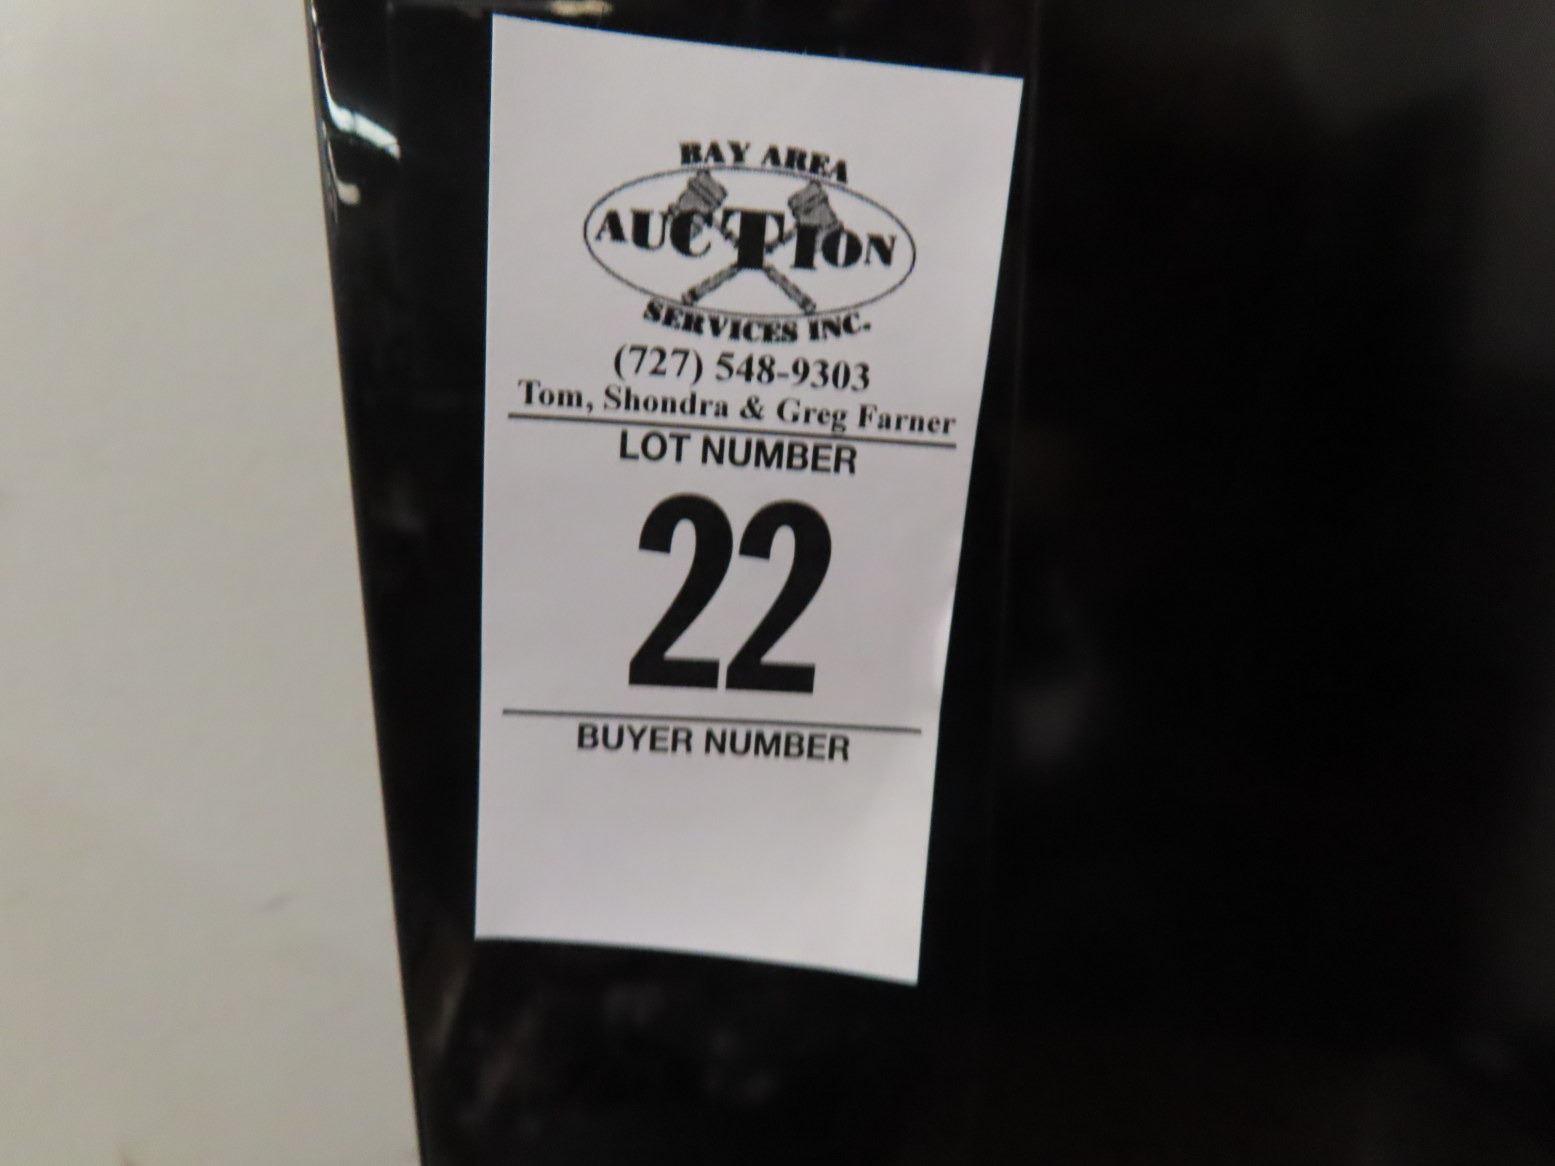 BAY AREA
AUCTION
SERVICES INC.
(727) 548-9303
Tom, Shondra & Greg Farner
LOT NUMBER
22
BUYER NUMBER